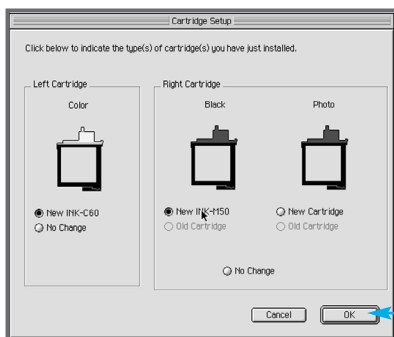 Cartridge Setup
Click below to indicate the type(s) of cartridge(s) you have just installed.
Left Cartridge
Color
New INK-C60
No Change
Right Cartridge
Black
Photo
New INK-M50
New Cartridge
Old Cartridge
Old Cartridge
No Change
Cancel
OK